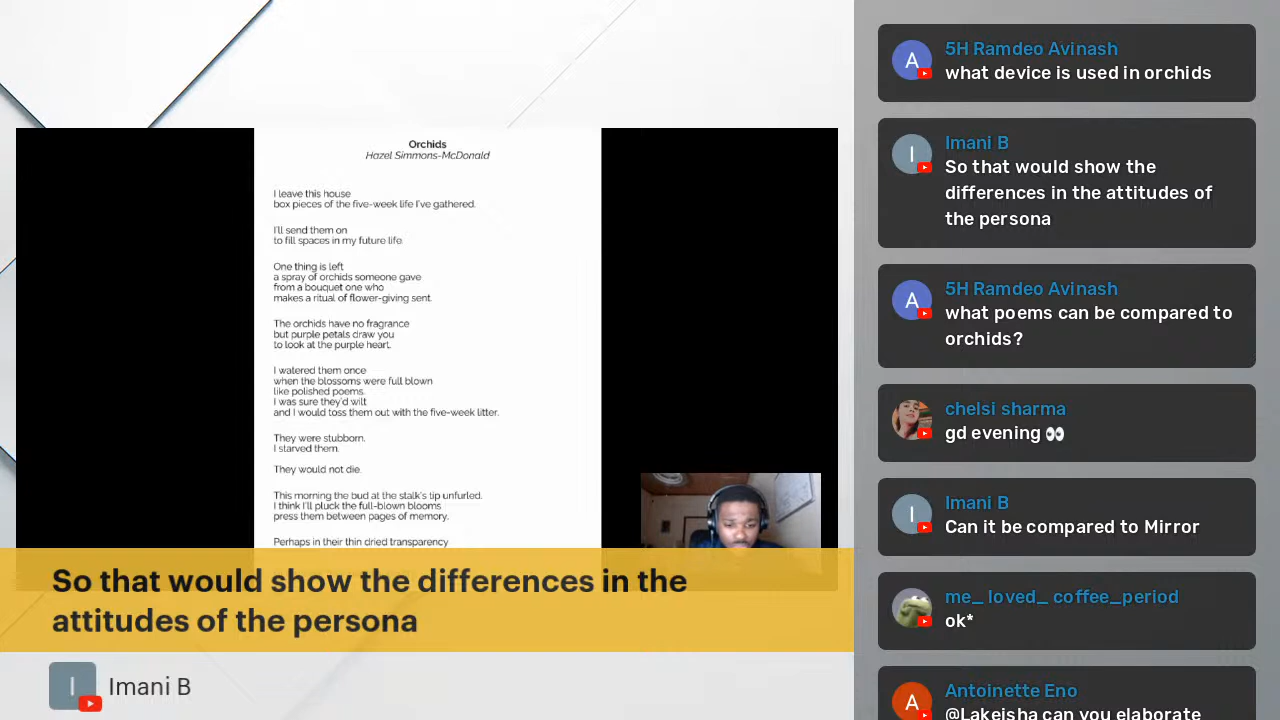 Orchids
Hazel Simmons-McDonald
I leave this house
box pieces of the five-week life I've gathered.
I'll send them on
to fill spaces in my future life.
One thing is left
a spray of orchids someone gave
from a bouquet one who
makes a ritual of flower-giving sent.
The orchids have no fragrance
but purple petals draw you
to look at the purple heart.
I watered them once
when the blossoms were full blown
like polished poems.
I was sure they'd wilt
and I would toss them out with the five-week litter.
They were stubborn.
I starved them.
They would not die.
This morning the bud at the stalk's tip unfurled.
I think I'll pluck the full-blown blooms
press them between pages of memory.
Perhaps in their thin dried transparency
So that would show the differences in the
attitudes of the persona
I
Imani B
A
5H Ramdeo Avinash
what device is used in orchids
I
Imani B
So that would show the
differences in the attitudes of
the persona
A
5H Ramdeo Avinash
what poems can be compared to
orchids?
chelsi sharma
gd evening 👀
I
Imani B
Can it be compared to Mirror
me_ loved_ coffee_period
ok*
A
Antoinette Eno
@Lakeisha can you elaborate